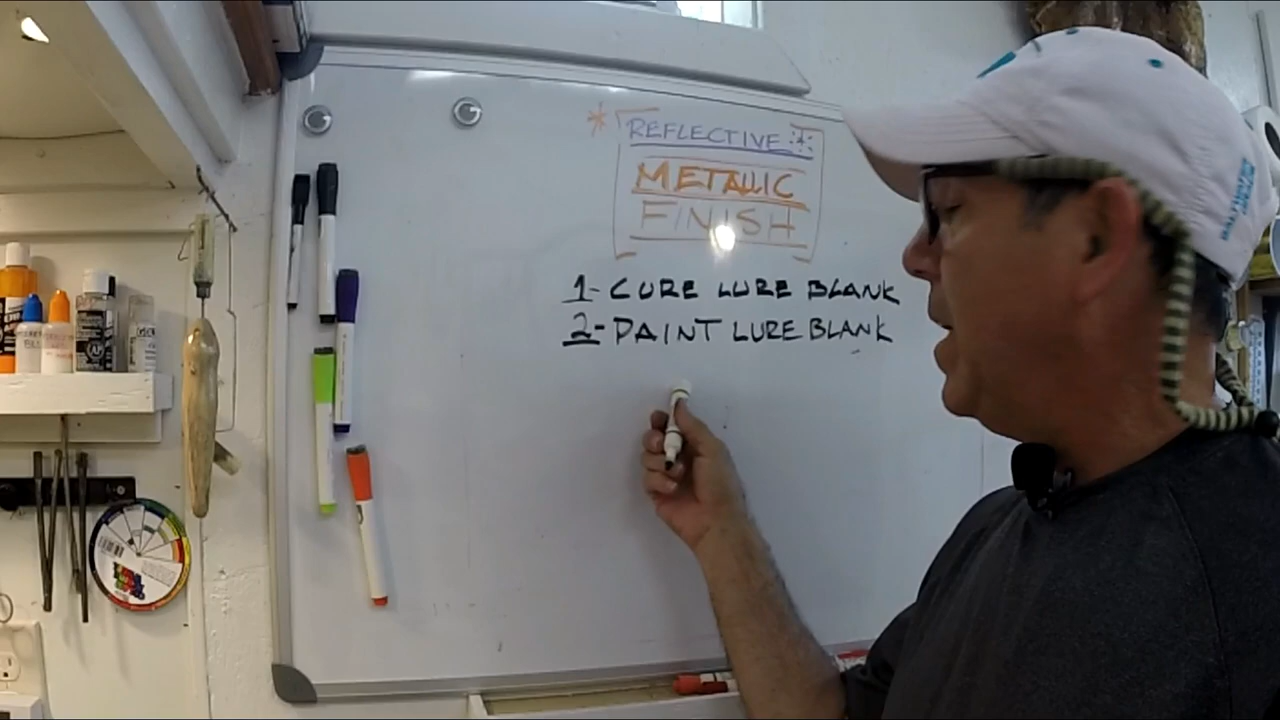 REFLECTIVE
METALLIC
FINISH
1- CURE LURE BLANK
2- PAINT LURE BLANK